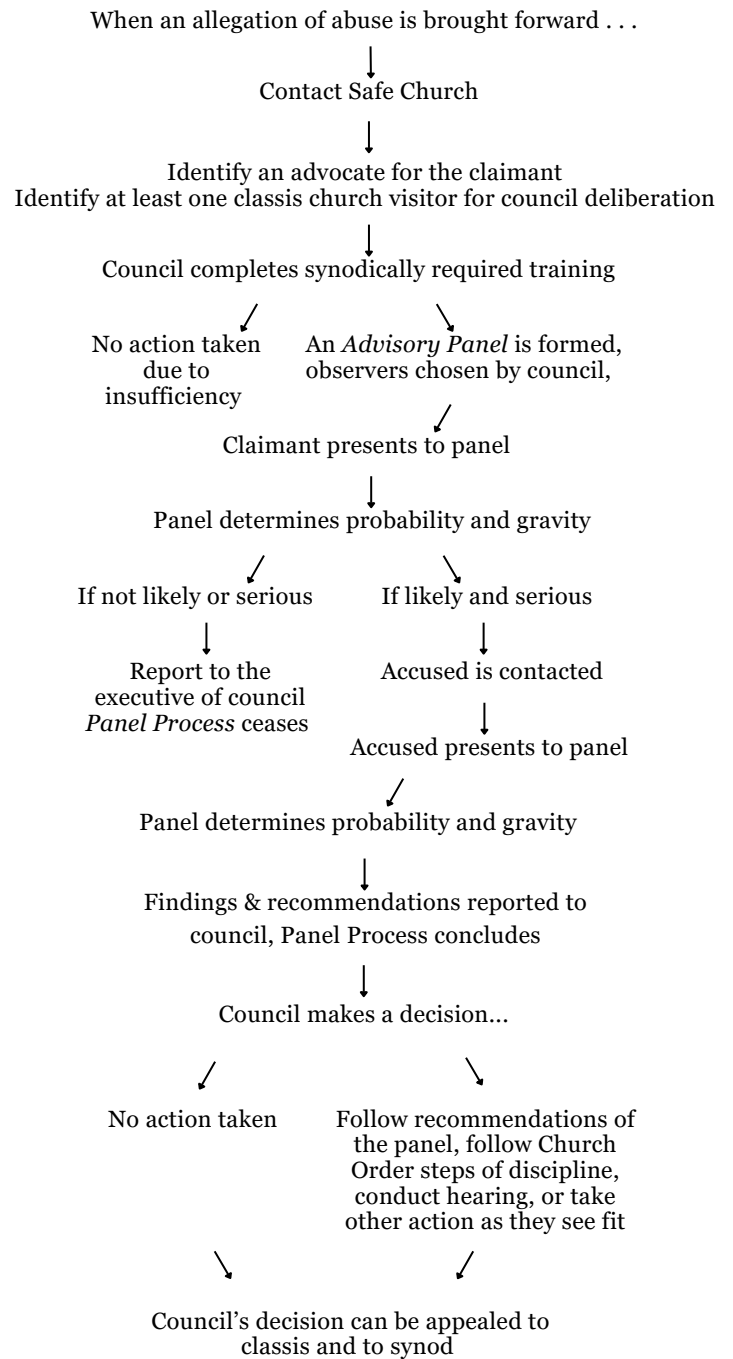 When an allegation of abuse is brought forward . . .
Contact Safe Church
Identify an advocate for the claimant
Identify at least one classis church visitor for council deliberation
Council completes synodically required training
No action taken
due to
insufficiency
An Advisory Panel is formed,
observers chosen by council,
Claimant presents to panel
Panel determines probability and gravity
If not likely or serious
If likely and serious
Report to the
executive of council
Panel Process ceases
Accused is contacted
Accused presents to panel
Panel determines probability and gravity
Findings & recommendations reported to
council, Panel Process concludes
Council makes a decision...
No action taken
Follow recommendations of
the panel, follow Church
Order steps of discipline,
conduct hearing, or take
other action as they see fit
Council’s decision can be appealed to
classis and to synod